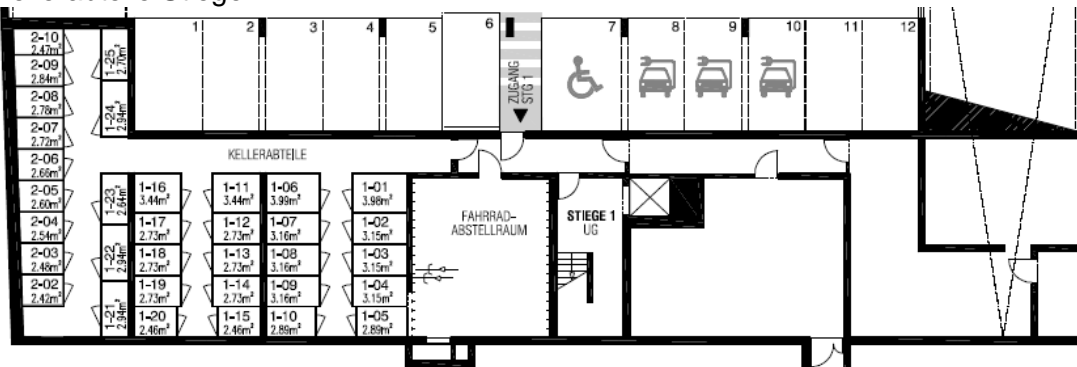 1
2
3
4
5
6
7
8
9
10
11
12
ZUGANG
STG 1
2-10
2.47m²
2-09
2.84m²
2-08
2.78m²
2-07
2.72m²
2-06
2.66m²
2-05
2.60m²
2-04
2.54m²
2-03
2.48m²
2-02
2.42m²
1-25
2.70m²
1-24
2.94m²
1-23
2.64m²
1-22
2.94m²
1-21
2.94m²
KELLERABTEILE
1-16
3.44m²
1-17
2.73m²
1-18
2.73m²
1-19
2.73m²
1-20
2.46m²
1-11
3.44m²
1-12
2.73m²
1-13
2.73m²
1-14
2.73m²
1-15
2.46m²
1-06
3.99m²
1-07
3.16m²
1-08
3.16m²
1-09
3.16m²
1-10
2.89m²
1-01
3.98m²
1-02
3.15m²
1-03
3.15m²
1-04
3.15m²
1-05
2.89m²
FAHRRAD-
ABSTELLRAUM
STIEGE 1
UG